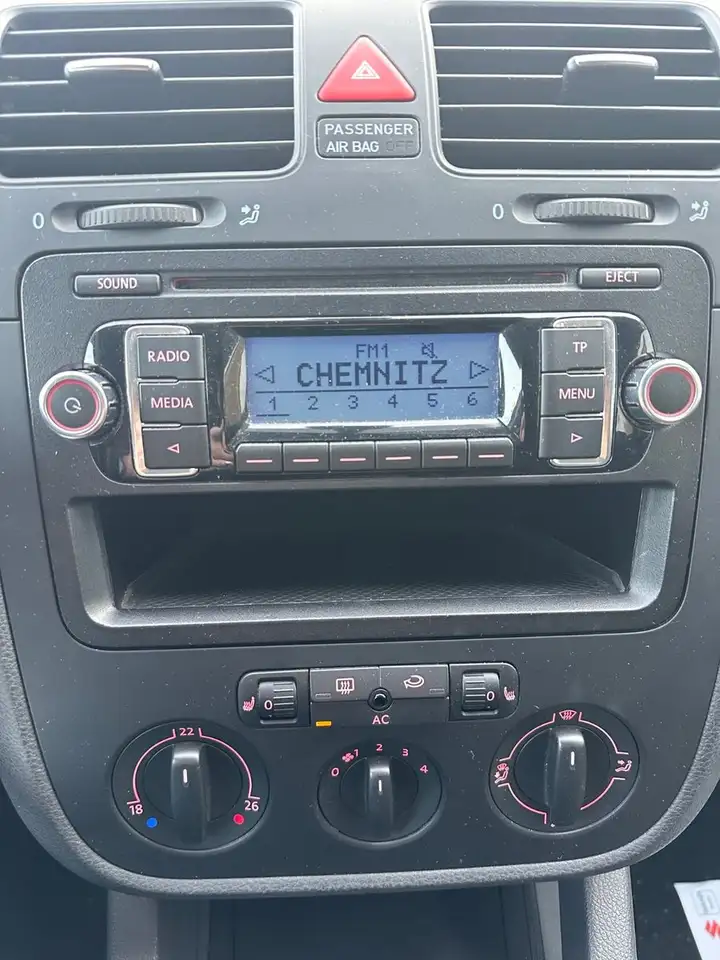 PASSENGER
AIR BAG OFF
0
0
SOUND
EJECT
RADIO
FM1
TP
CHEMNITZ
MEDIA
MENU
1 2 3 4 5 6
0
0
AC
22
18
26
0 1 2 3 4